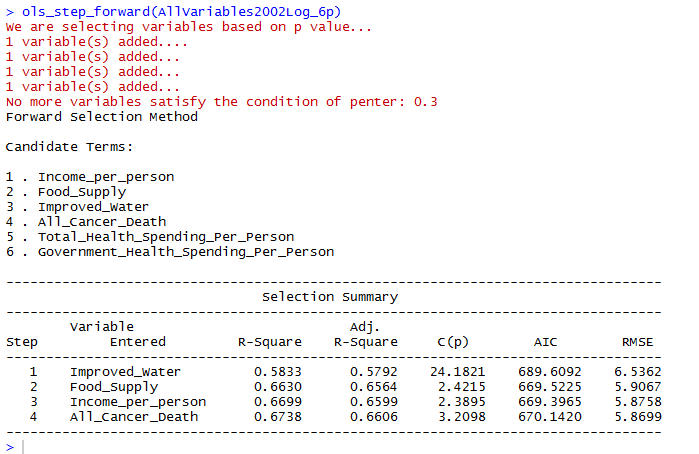 > ols_step_forward(AllVariables2002Log_6p)
We are selecting variables based on p value...
1 variable(s) added....
1 variable(s) added...
1 variable(s) added...
1 variable(s) added...
No more variables satisfy the condition of penter: 0.3
Forward Selection Method
Candidate Terms:
1 . Income_per_person
2 . Food_Supply
3 . Improved_Water
4 . All_Cancer_Death
5 . Total_Health_Spending_Per_Person
6 . Government_Health_Spending_Per_Person
--------------------------------------------------------------------------------
Selection Summary
--------------------------------------------------------------------------------
Variable Adj.
Step Entered R-Square R-Square C(p) AIC RMSE
--------------------------------------------------------------------------------
1 Improved_Water 0.5833 0.5792 24.1821 689.6092 6.5362
2 Food_Supply 0.6630 0.6564 2.4215 669.5225 5.9067
3 Income_per_person 0.6699 0.6599 2.3895 669.3965 5.8758
4 All_Cancer_Death 0.6738 0.6606 3.2098 670.1420 5.8699
--------------------------------------------------------------------------------
>